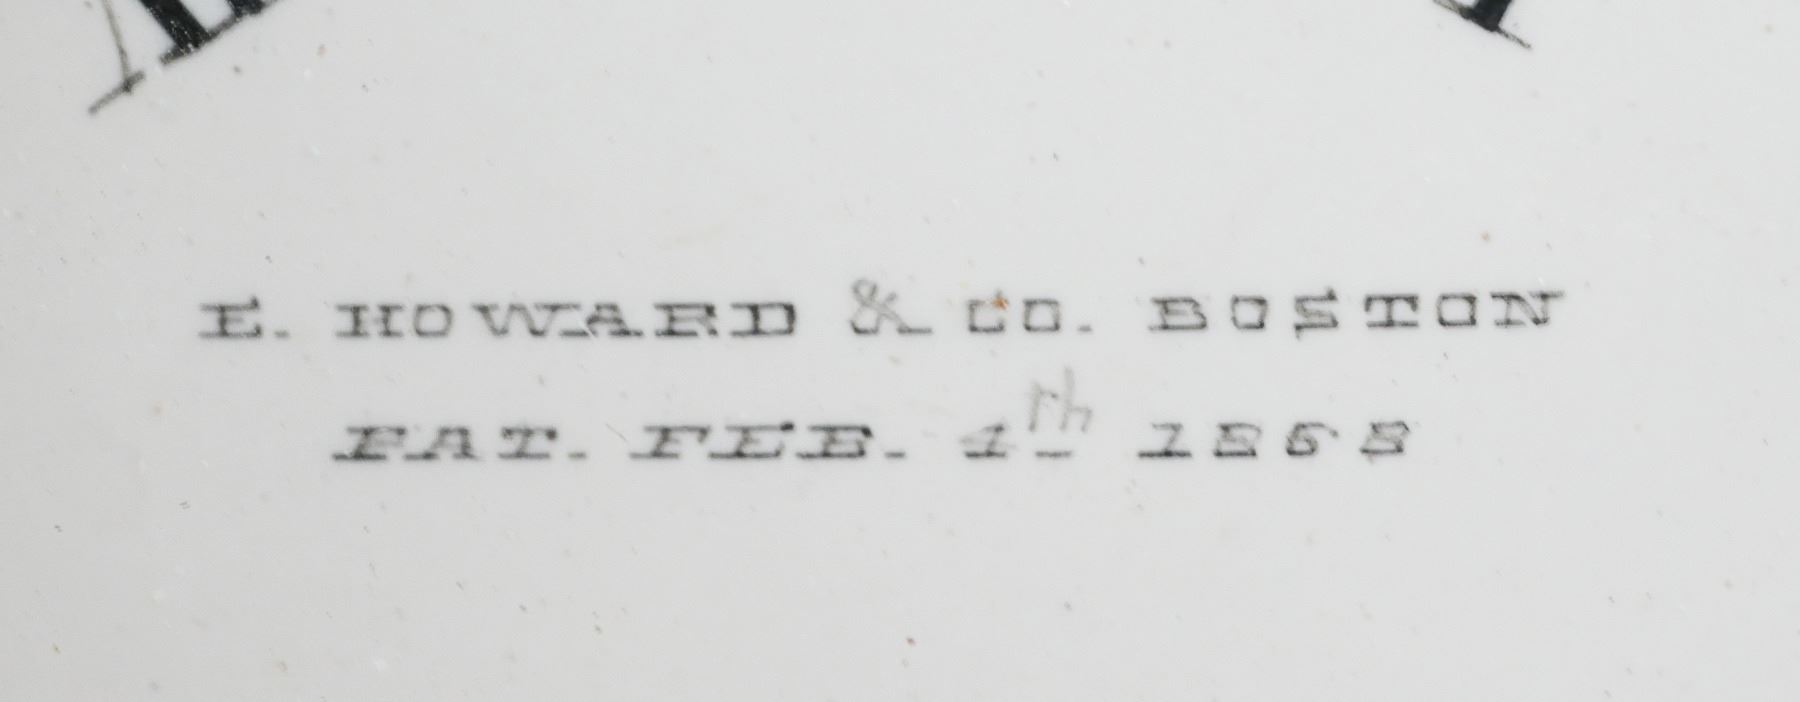 E. HOWARD & CO. BOSTON
PAT. FEB. 4th 1868